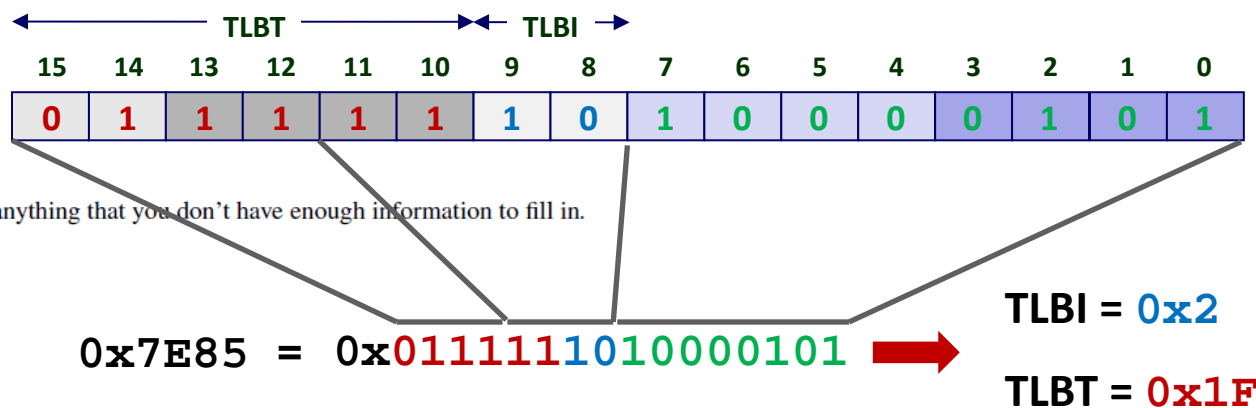 TLBT TLBI
15 14 13 12 11 10 9 8 7 6 5 4 3 2 1 0
0 1 1 1 1 1 1 0 1 0 0 0 0 1 0 1
anything that you don't have enough information to fill in.
TLBI = 0x2
0x7E85 = 0x0111111010000101
TLBT = 0x1F